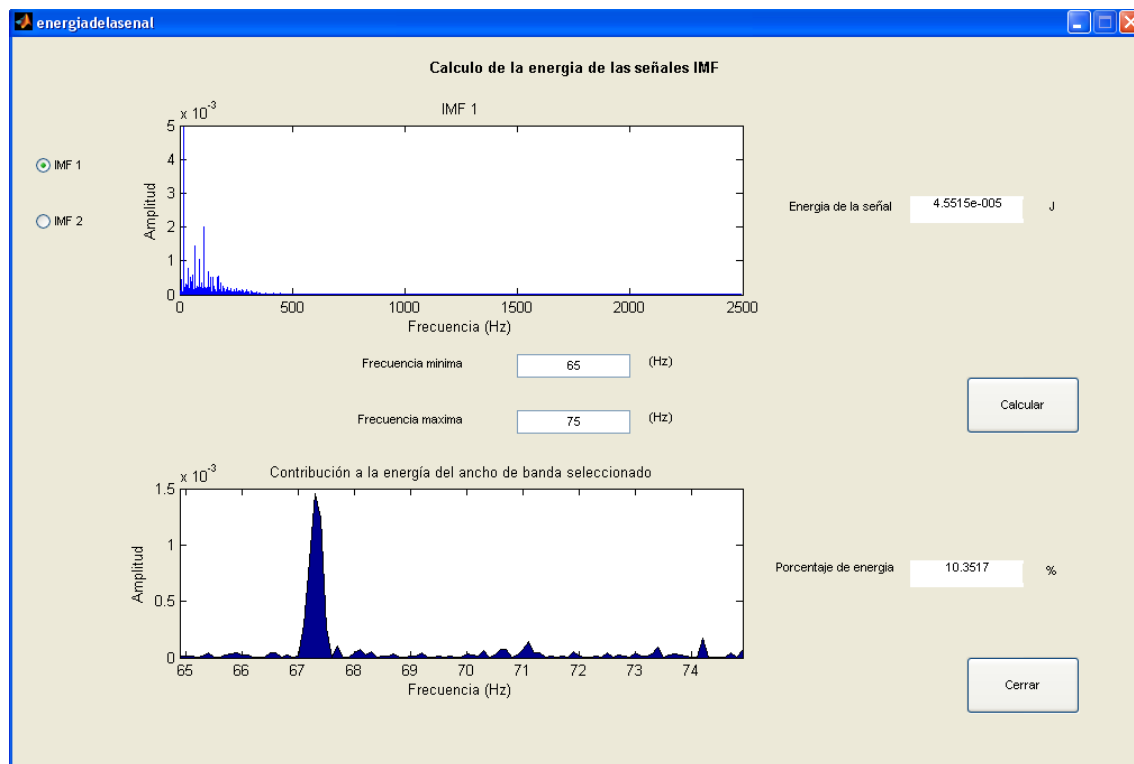 energiadelasenal
Calculo de la energia de las señales IMF
IMF 1
IMF 2
x 10^-3
IMF 1
5
4
3
2
1
0
Amplitud
0 500 1000 1500 2000 2500
Frecuencia (Hz)
Energia de la señal 4.5515e-005 J
Frecuencia minima 65 (Hz)
Frecuencia maxima 75 (Hz)
Calcular
x 10^-3
Contribución a la energía del ancho de banda seleccionado
1.5
1
0.5
0
Amplitud
65 66 67 68 69 70 71 72 73 74
Frecuencia (Hz)
Porcentaje de energia 10.3517 %
Cerrar